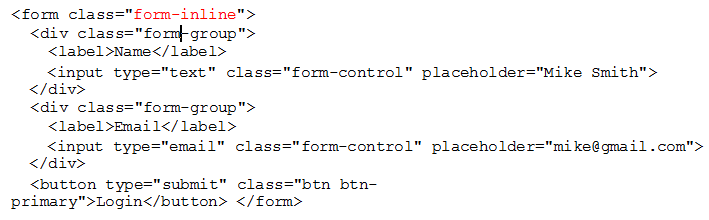 <form class="form-inline">
  <div class="form-group">
    <label>Name</label>
    <input type="text" class="form-control" placeholder="Mike Smith">
  </div>
  <div class="form-group">
    <label>Email</label>
    <input type="email" class="form-control" placeholder="mike@gmail.com">
  </div>
  <button type="submit" class="btn btn-
primary">Login</button> </form>